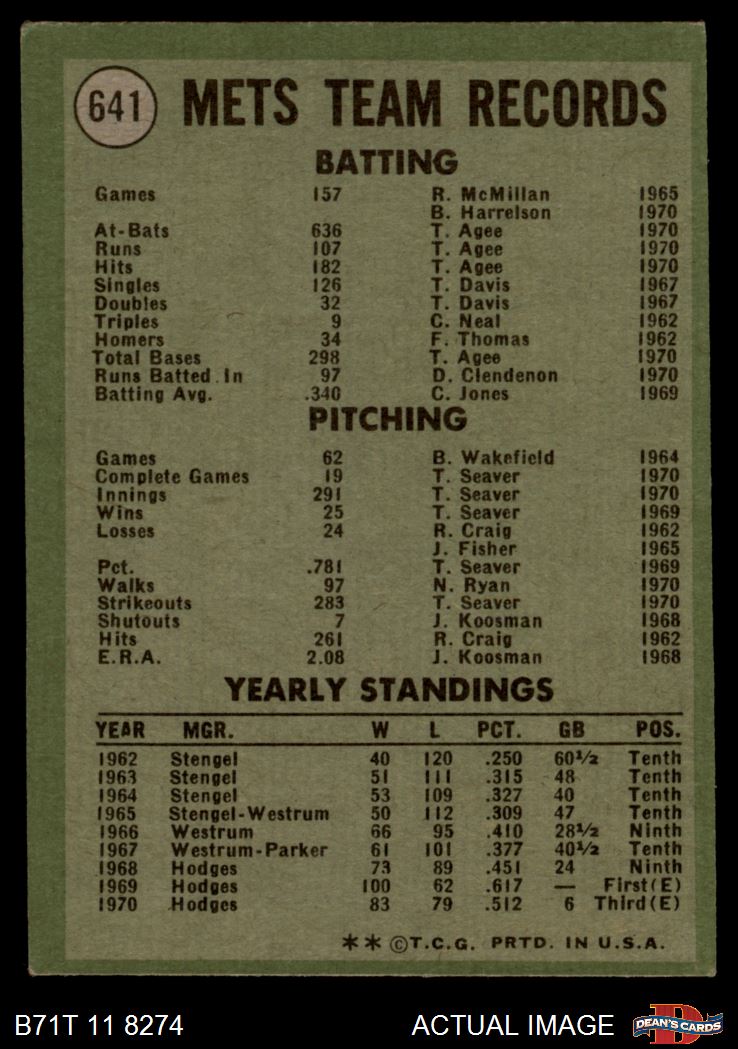 641 METS TEAM RECORDS
BATTING
Games 157 R. McMillan 1965
B. Harrelson 1970
At-Bats 636 T. Agee 1970
Runs 107 T. Agee 1970
Hits 182 T. Agee 1970
Singles 126 T. Davis 1967
Doubles 32 T. Davis 1967
Triples 9 C. Neal 1962
Homers 34 F. Thomas 1962
Total Bases 298 T. Agee 1970
Runs Batted In 97 D. Clendenon 1970
Batting Avg. .340 C. Jones 1969
PITCHING
Games 62 B. Wakefield 1964
Complete Games 19 T. Seaver 1970
Innings 291 T. Seaver 1970
Wins 25 T. Seaver 1969
Losses 24 R. Craig 1962
J. Fisher 1965
Pct. .781 T. Seaver 1969
Walks 97 N. Ryan 1970
Strikeouts 283 T. Seaver 1970
Shutouts 7 J. Koosman 1968
Hits 261 R. Craig 1962
E.R.A. 2.08 J. Koosman 1968
YEARLY STANDINGS
YEAR MGR. W L PCT. GB POS.
1962 Stengel 40 120 .250 60½ Tenth
1963 Stengel 51 111 .315 48 Tenth
1964 Stengel 53 109 .327 40 Tenth
1965 Stengel-Westrum 50 112 .309 47 Tenth
1966 Westrum 66 95 .410 28½ Ninth
1967 Westrum-Parker 61 101 .377 40½ Tenth
1968 Hodges 73 89 .451 24 Ninth
1969 Hodges 100 62 .617 — First(E)
1970 Hodges 83 79 .512 6 Third(E)
** ©T.C.G. PRTD. IN U.S.A.
B71T 11 8274 ACTUAL IMAGE D DEAN'S CARDS